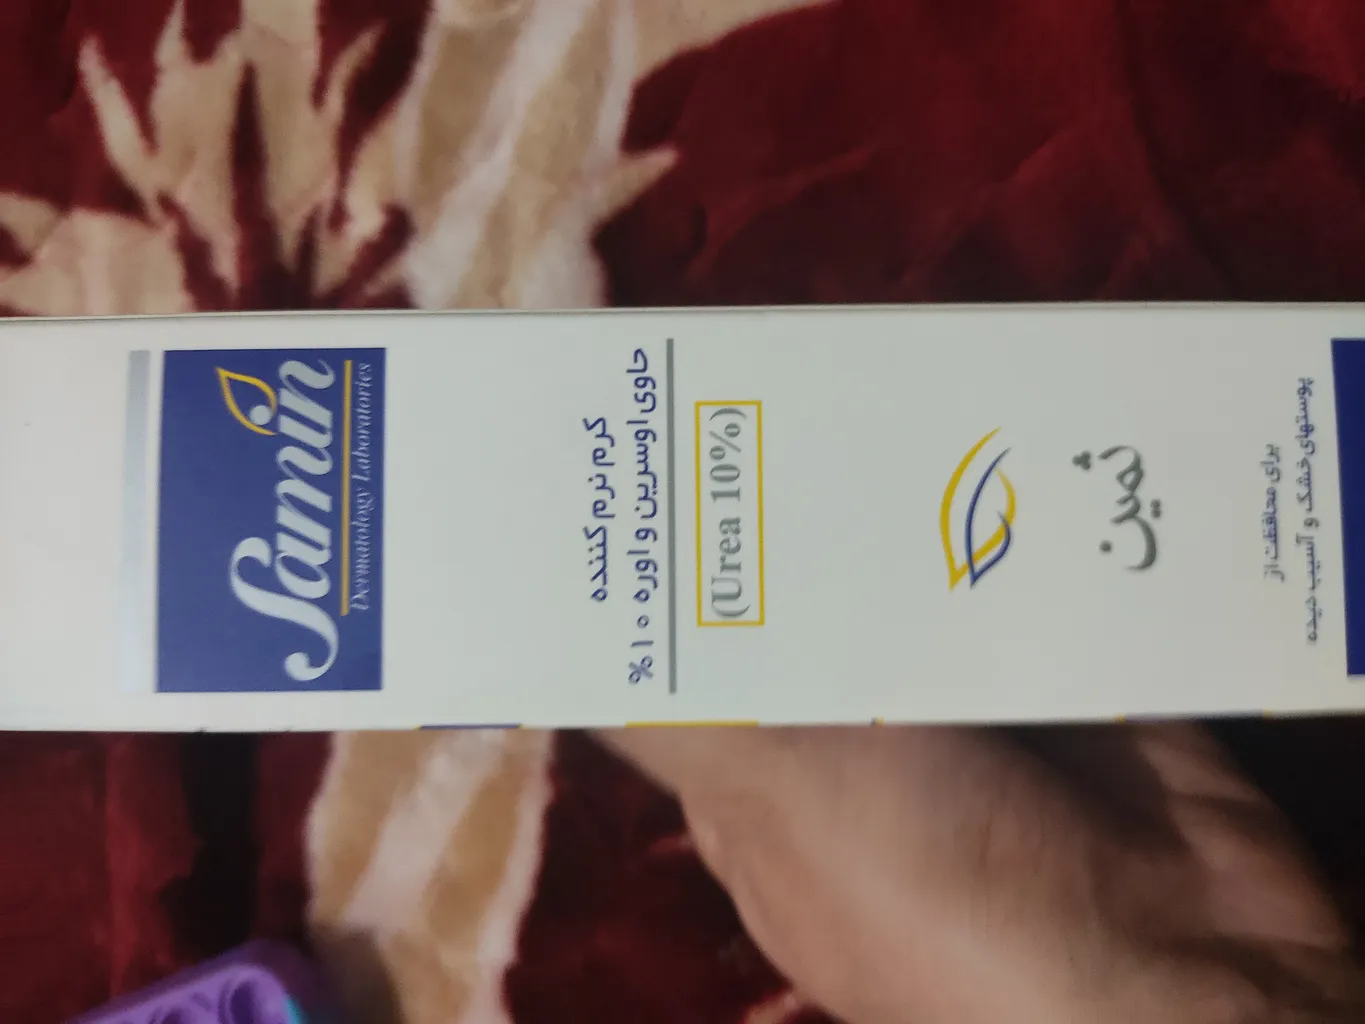 Samin
Dermatology Laboratories
کرم نرم کننده
حاوی اوسرین و اوره ۱۰%
(Urea 10%)
ثمین
برای محافظت از
پوستهای خشک و آسیب دیده